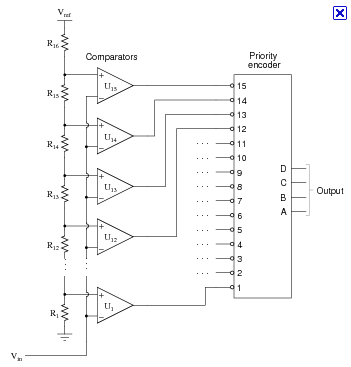 Vref
R16
Comparators
Priority
encoder
U15
15
R15
14
U14
13
12
R14
11
10
U13
9
D
8
C
R13
7
B
Output
6
A
U12
5
R12
4
3
2
U1
1
R1
Vin